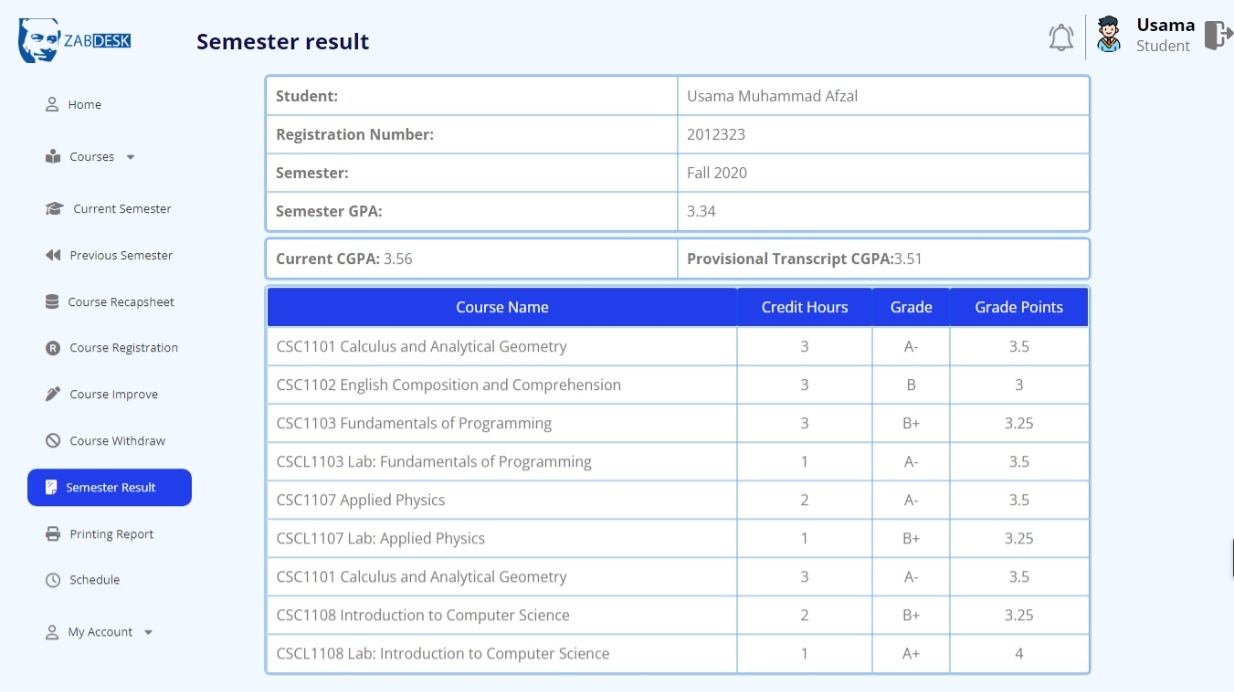 ZABDESK
Semester result
Usama
Student
Home
Courses
Current Semester
Previous Semester
Course Recapsheet
R Course Registration
Course Improve
Course Withdraw
Semester Result
Printing Report
Schedule
My Account
Student: Usama Muhammad Afzal
Registration Number: 2012323
Semester: Fall 2020
Semester GPA: 3.34
Current CGPA: 3.56 Provisional Transcript CGPA:3.51
Course Name Credit Hours Grade Grade Points
CSC1101 Calculus and Analytical Geometry 3 A- 3.5
CSC1102 English Composition and Comprehension 3 B 3
CSC1103 Fundamentals of Programming 3 B+ 3.25
CSCL1103 Lab: Fundamentals of Programming 1 A- 3.5
CSC1107 Applied Physics 2 A- 3.5
CSCL1107 Lab: Applied Physics 1 B+ 3.25
CSC1101 Calculus and Analytical Geometry 3 A- 3.5
CSC1108 Introduction to Computer Science 2 B+ 3.25
CSCL1108 Lab: Introduction to Computer Science 1 A+ 4